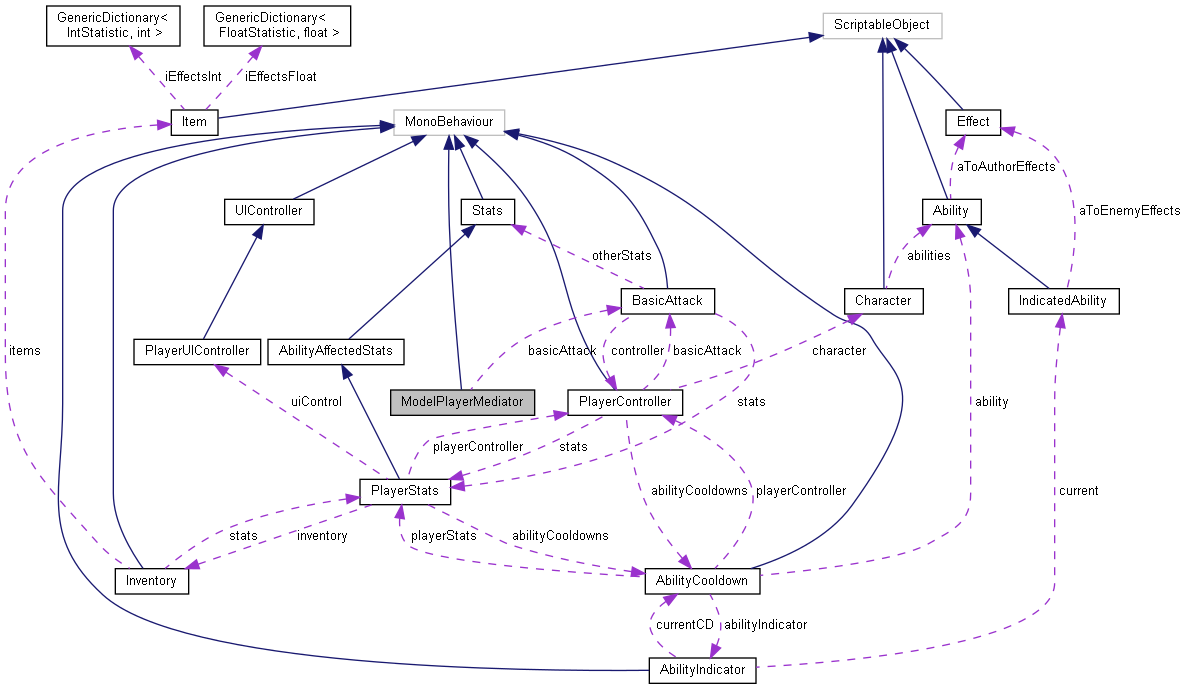 GenericDictionary<
IntStatistic, int >
GenericDictionary<
FloatStatistic, float >
ScriptableObject
iEffectsInt
iEffectsFloat
Item
MonoBehaviour
Effect
aToAuthorEffects
UIController
Stats
Ability
aToEnemyEffects
otherStats
abilities
BasicAttack
Character
IndicatedAbility
items
PlayerUIController
AbilityAffectedStats
basicAttack
controller
basicAttack
character
uiControl
ModelPlayerMediator
PlayerController
stats
ability
playerController
stats
PlayerStats
abilityCooldowns
playerController
current
stats
inventory
playerStats
abilityCooldowns
Inventory
AbilityCooldown
currentCD
abilityIndicator
AbilityIndicator